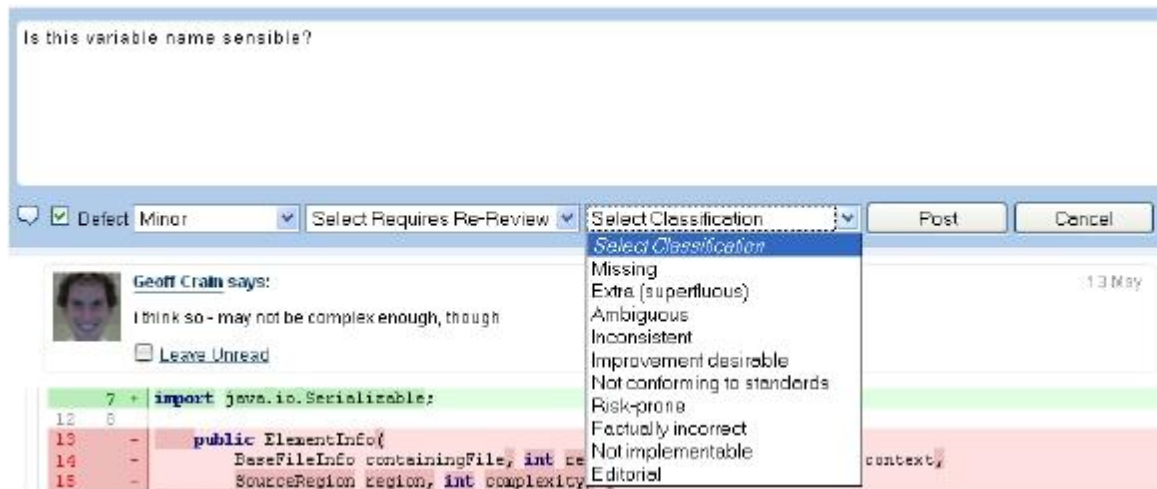 Is this variable name sensible?
Defect Minor Select Requires Re-Review Select Classification Post Cancel
Select Classification
Missing
Extra (superfluous)
Ambiguous
Inconsistent
Improvement desirable
Not conforming to standards
Risk-prone
Factually incorrect
Not implementable
Editorial
Geoff Crain says:
13 May
I think so - may not be complex enough, though
Leave Unread
7 + import java.io.Serializable;
12 8
13 - public ElementInfo(
14 - BaseFileInfo containingFile, int re context,
15 - SourceRegion region, int complexity